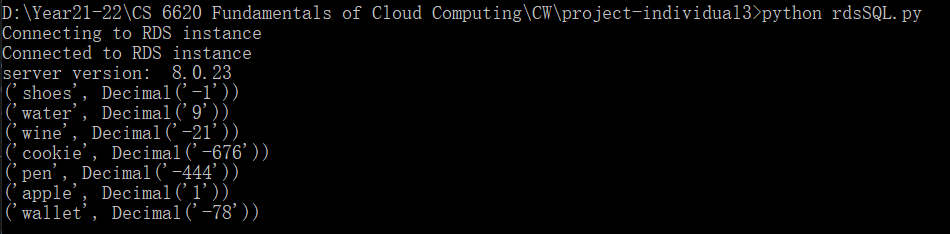 D:\Year21-22\CS 6620 Fundamentals of Cloud Computing\CW\project-individual3>python rdsSQL.py
Connecting to RDS instance
Connected to RDS instance
server version:  8.0.23
('shoes', Decimal('-1'))
('water', Decimal('9'))
('wine', Decimal('-21'))
('cookie', Decimal('-676'))
('pen', Decimal('-444'))
('apple', Decimal('1'))
('wallet', Decimal('-78'))